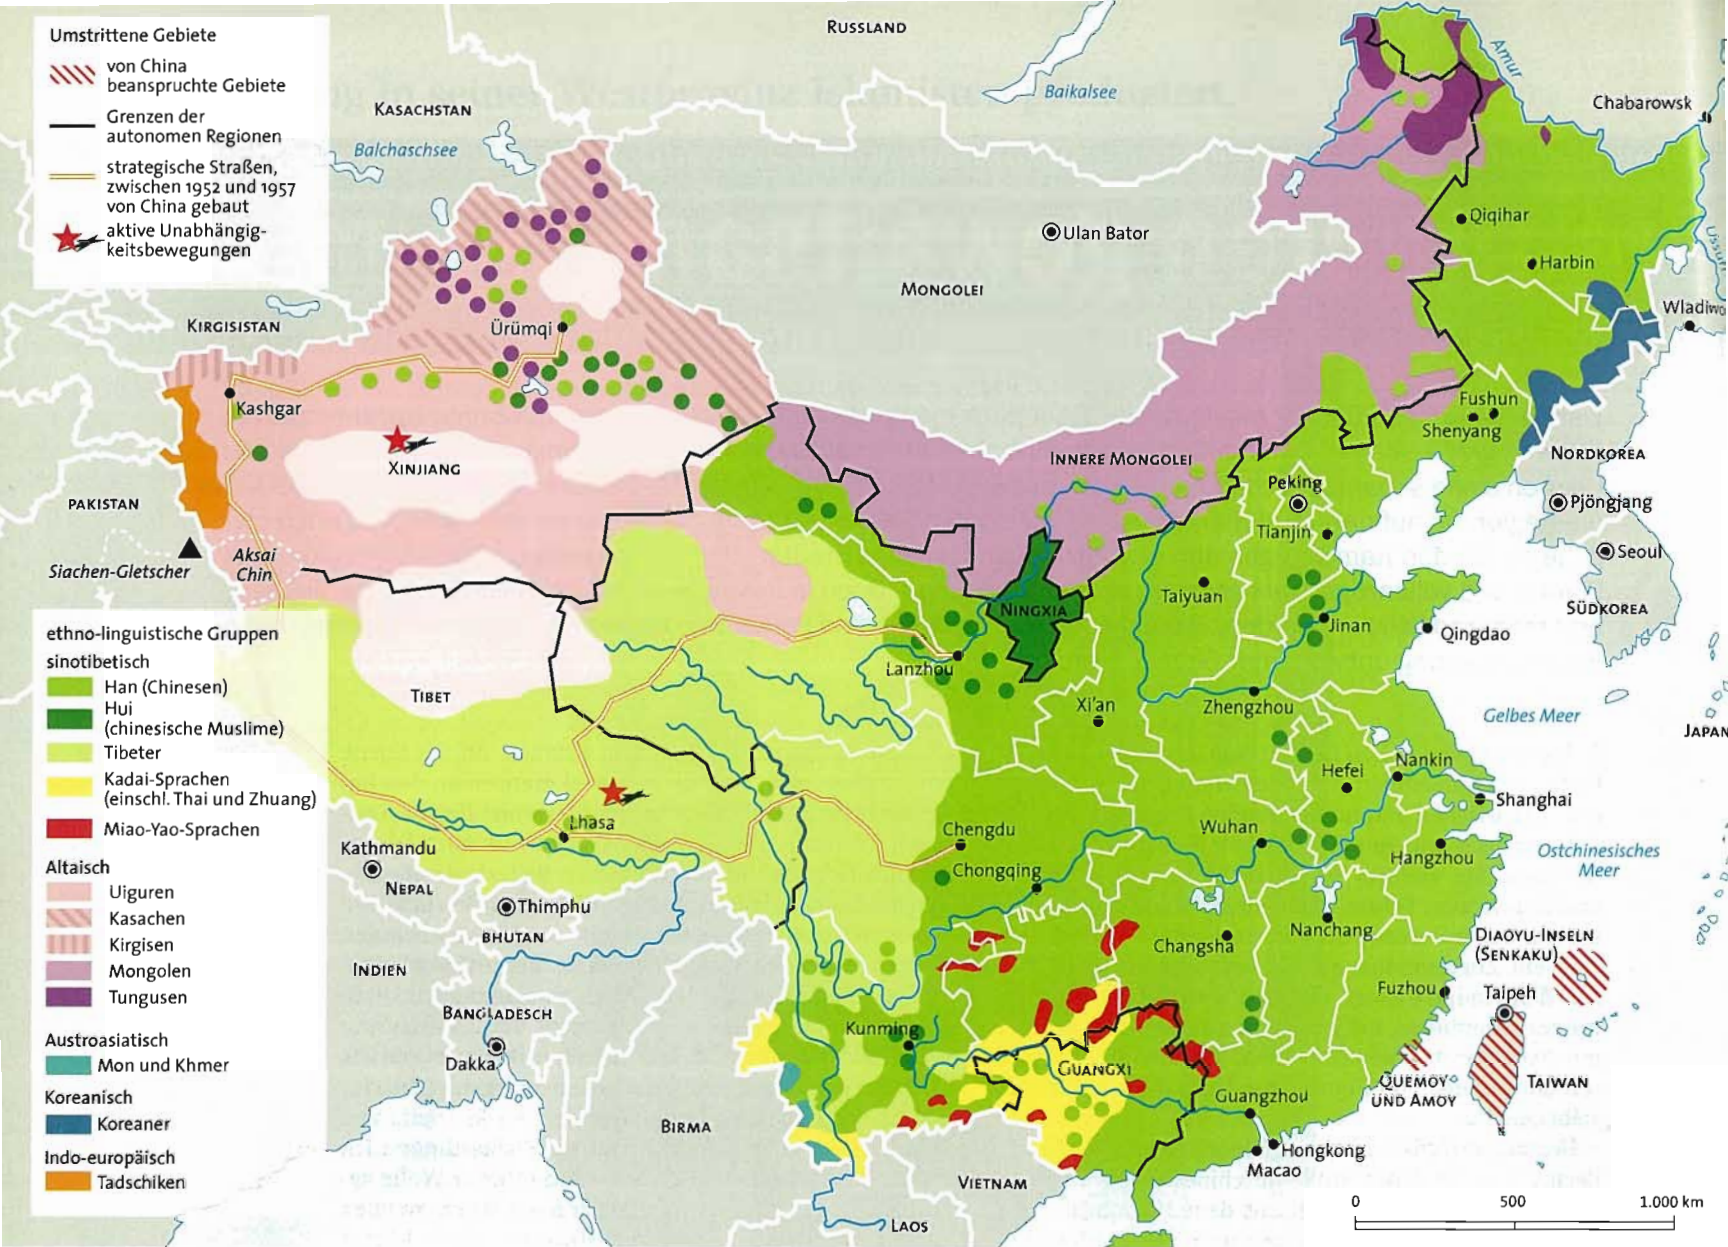 Umstrittene Gebiete
von China
beanspruchte Gebiete
Grenzen der
autonomen Regionen
strategische Straßen,
zwischen 1952 und 1957
von China gebaut
aktive Unabhängig-
keitsbewegungen
RUSSLAND
KASACHSTAN
Balchaschsee
Baikalsee
Amur
Chabarowsk
Qiqihar
Harbin
Ussuri
Wladiwo
Ulan Bator
MONGOLEI
KIRGISISTAN
Ürümqi
Kashgar
XINJIANG
INNERE MONGOLEI
Fushun
Shenyang
NORDKOREA
Pjöngjang
Seoul
SÜDKOREA
Peking
Tianjin
PAKISTAN
Siachen-Gletscher
Aksai
Chin
NINGXIA
Taiyuan
Jinan
Qingdao
Lanzhou
TIBET
Xi'an
Zhengzhou
Gelbes Meer
JAPAN
Hefei
Nankin
Shanghai
Wuhan
Hangzhou
Ostchinesisches
Meer
Lhasa
Chengdu
Chongqing
Kathmandu
NEPAL
Thimphu
BHUTAN
INDIEN
BANGLADESCH
Dakka
Changsha
Nanchang
DIAOYU-INSELN
(SENKAKU)
Fuzhou
Taipeh
Kunming
GUANGXI
QUEMOY
UND AMOY
TAIWAN
Guangzhou
BIRMA
Hongkong
Macao
VIETNAM
LAOS
ethno-linguistische Gruppen
sinotibetisch
Han (Chinesen)
Hui
(chinesische Muslime)
Tibeter
Kadai-Sprachen
(einschl. Thai und Zhuang)
Miao-Yao-Sprachen
Altaisch
Uiguren
Kasachen
Kirgisen
Mongolen
Tungusen
Austroasiatisch
Mon und Khmer
Koreanisch
Koreaner
Indo-europäisch
Tadschiken
0 500 1.000 km